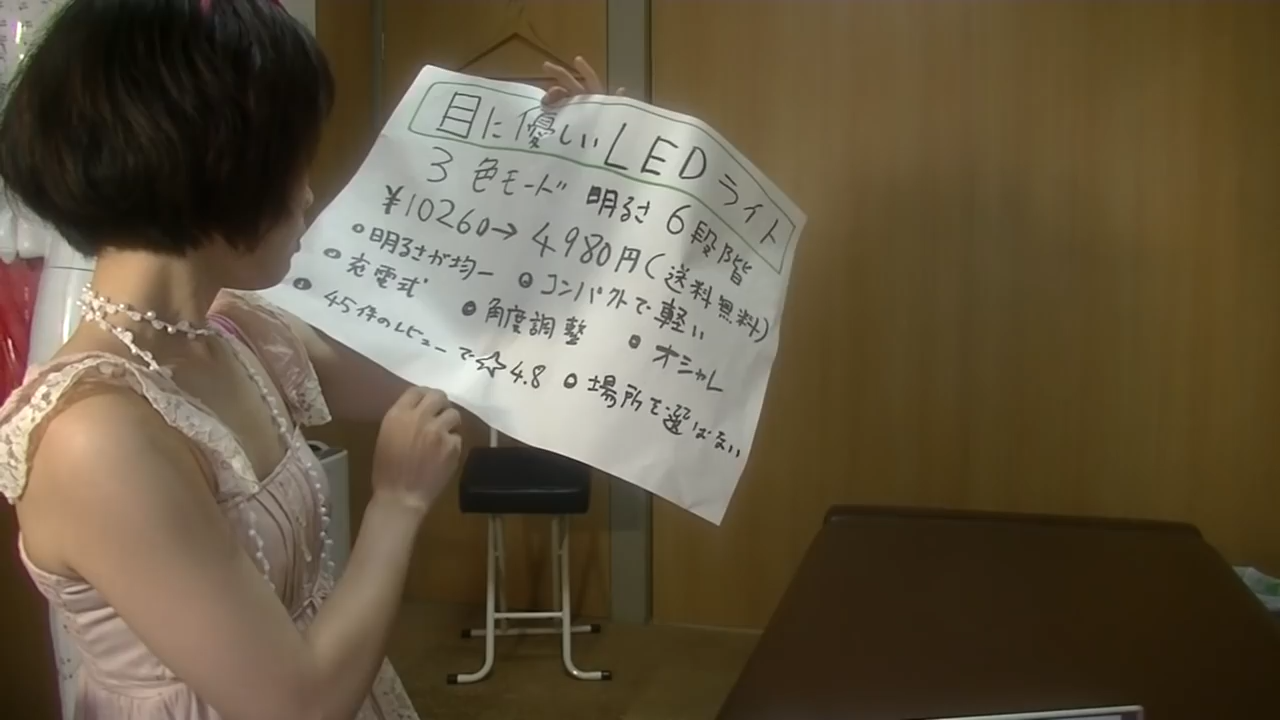 目に優しいLEDライト
3色モード 明るさ6段階
¥10260→4980円(送料無料)
●明るさが均一 ●コンパクトで軽い
●充電式 ●角度調整 ●オシャレ
●45件のレビューで☆4.8 ●場所を選ばない